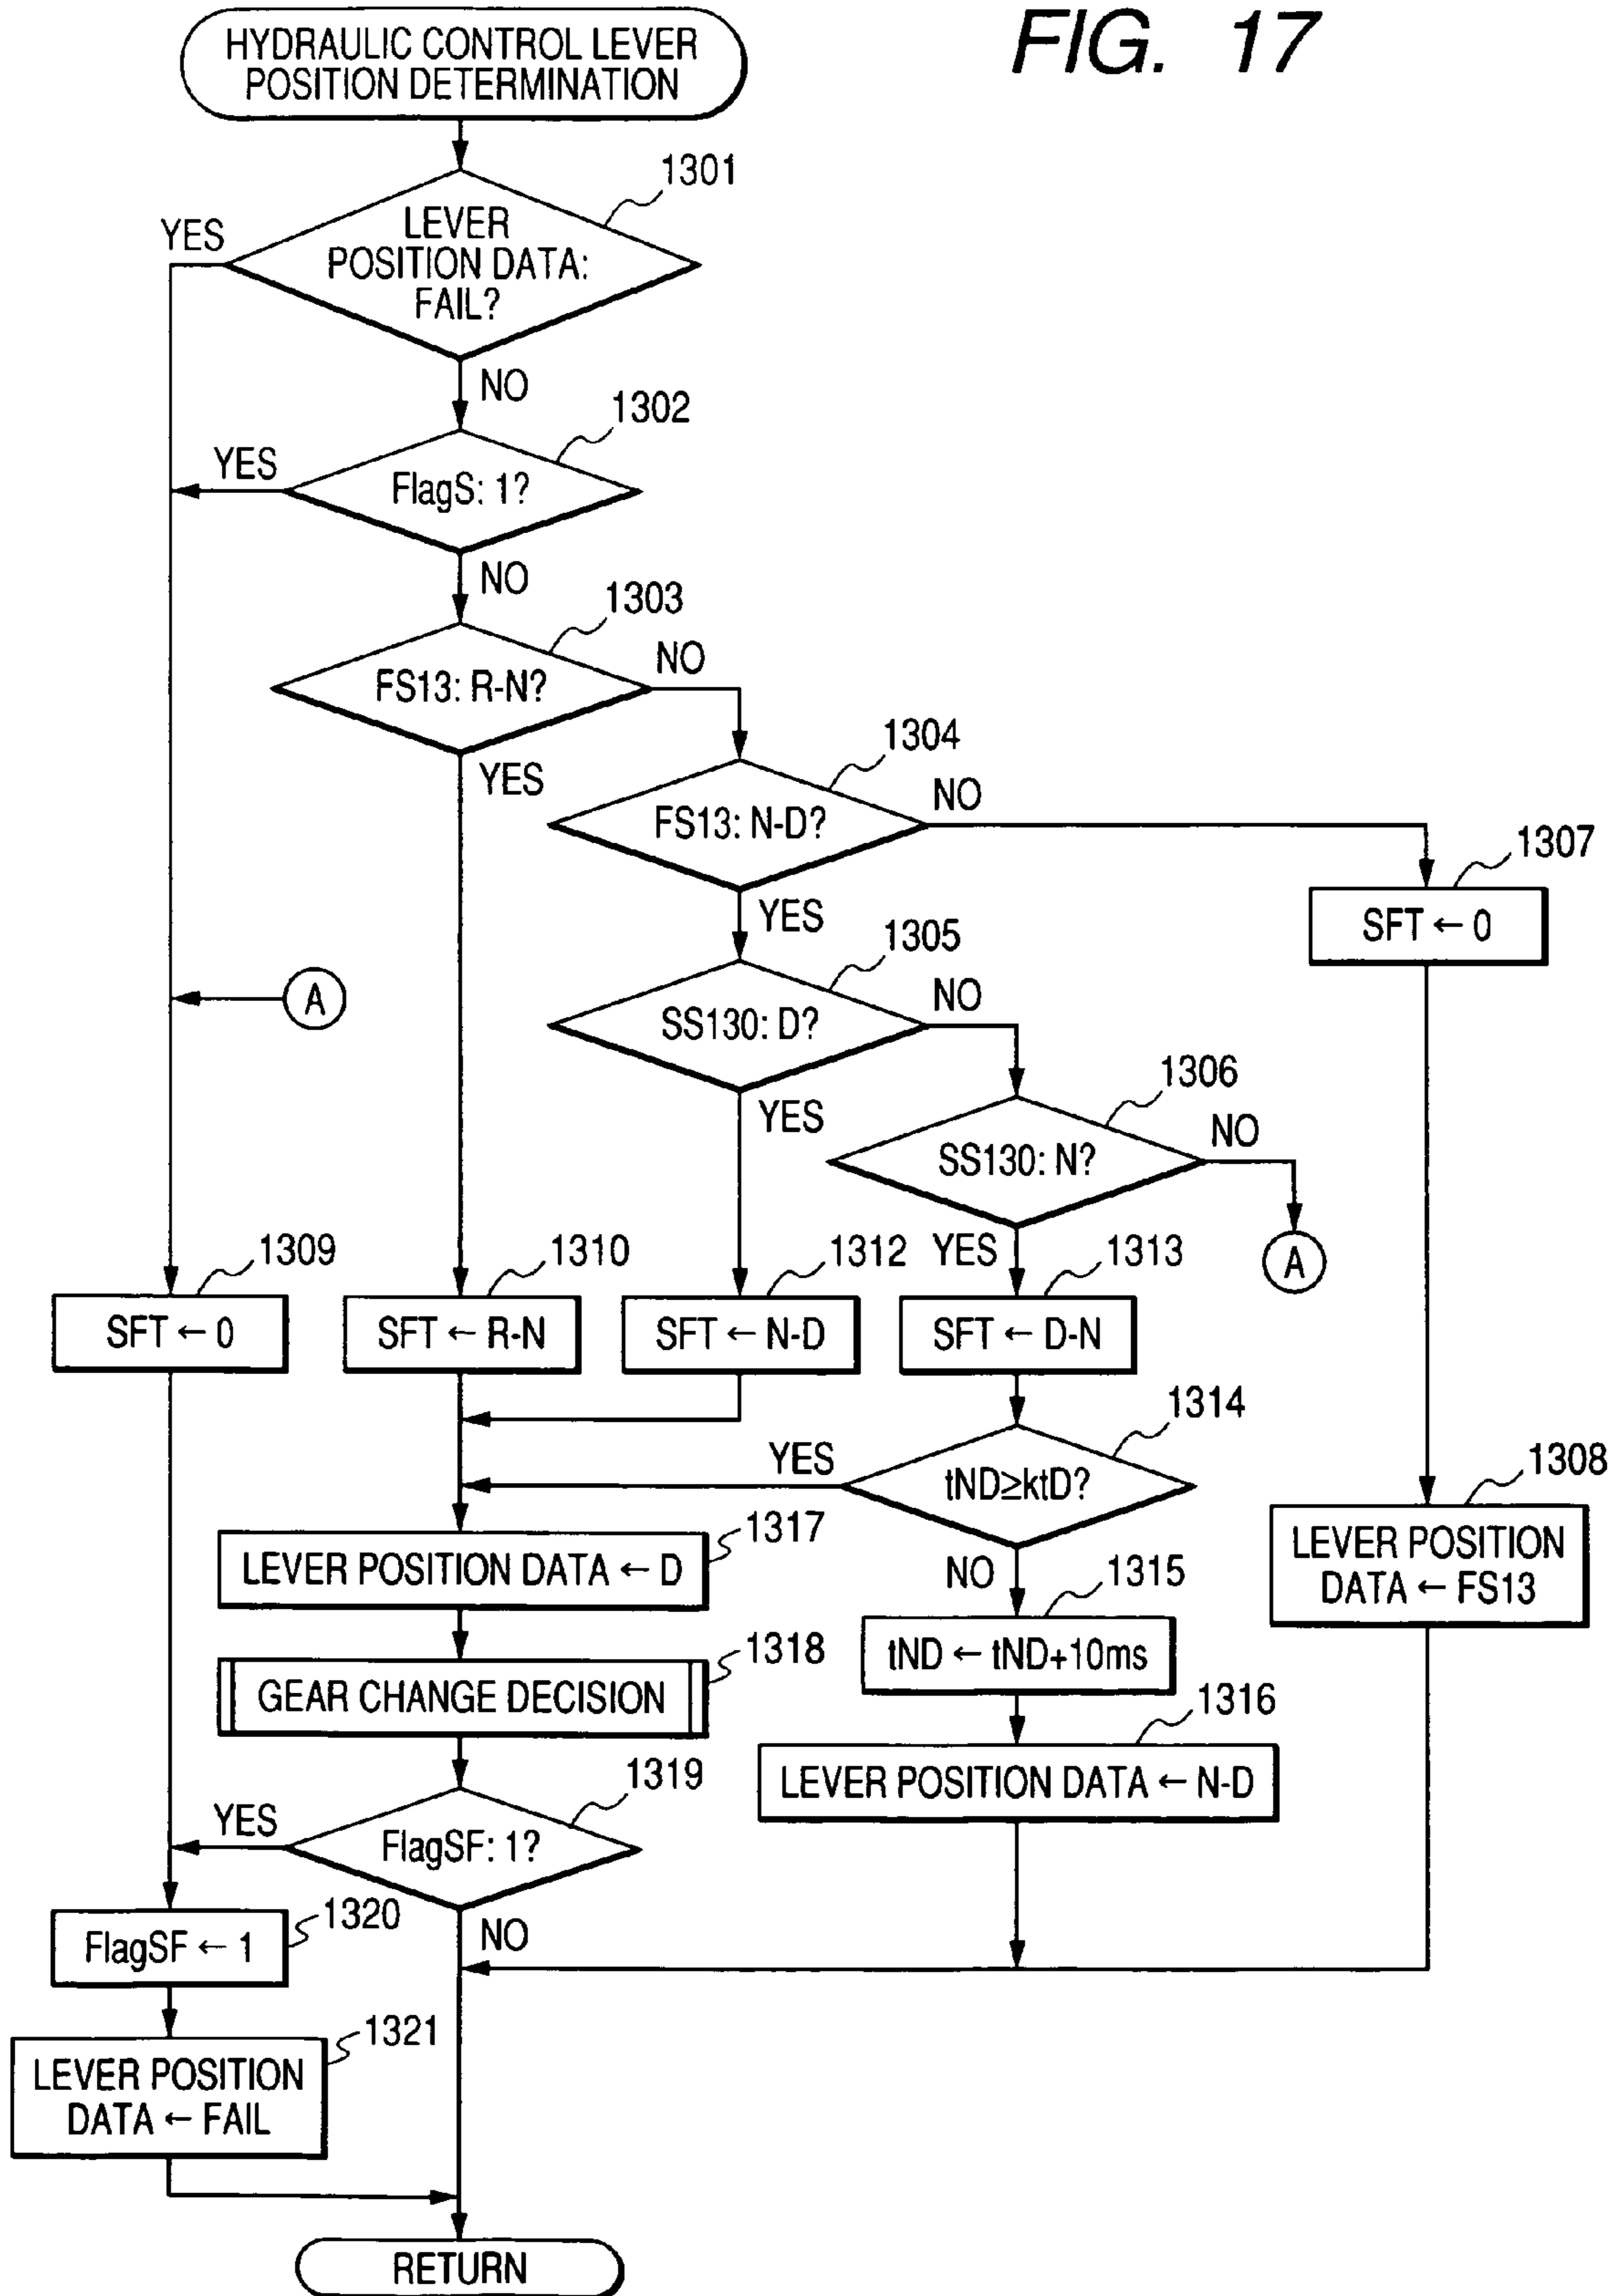 FIG. 17
HYDRAULIC CONTROL LEVER
POSITION DETERMINATION
1301
LEVER
POSITION DATA:
FAIL?
YES
NO
1302
FlagS: 1?
YES
NO
1303
FS13: R-N?
NO
YES
1304
FS13: N-D?
NO
YES
1307
SFT ← 0
1305
SS130: D?
NO
YES
A
1306
SS130: N?
NO
YES
A
1309
SFT ← 0
1310
SFT ← R-N
1312
SFT ← N-D
1313
SFT ← D-N
1314
tND≥ktD?
YES
NO
1308
LEVER POSITION
DATA ← FS13
1317
LEVER POSITION DATA ← D
1315
tND ← tND+10ms
1318
GEAR CHANGE DECISION
1316
LEVER POSITION DATA ← N-D
1319
FlagSF: 1?
YES
NO
1320
FlagSF ← 1
1321
LEVER POSITION
DATA ← FAIL
RETURN